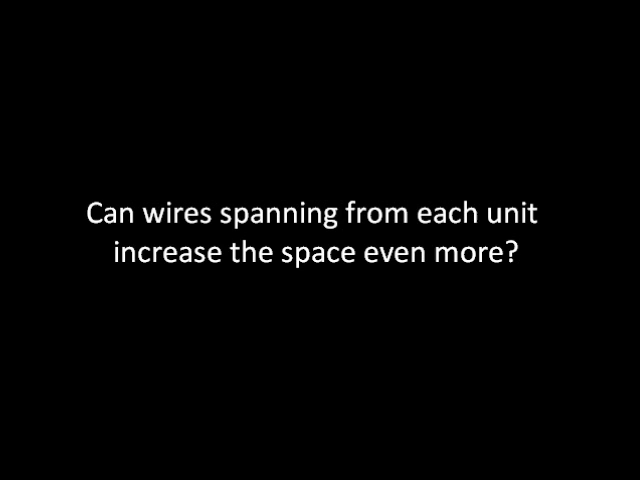 Can wires spanning from each unit
increase the space even more?